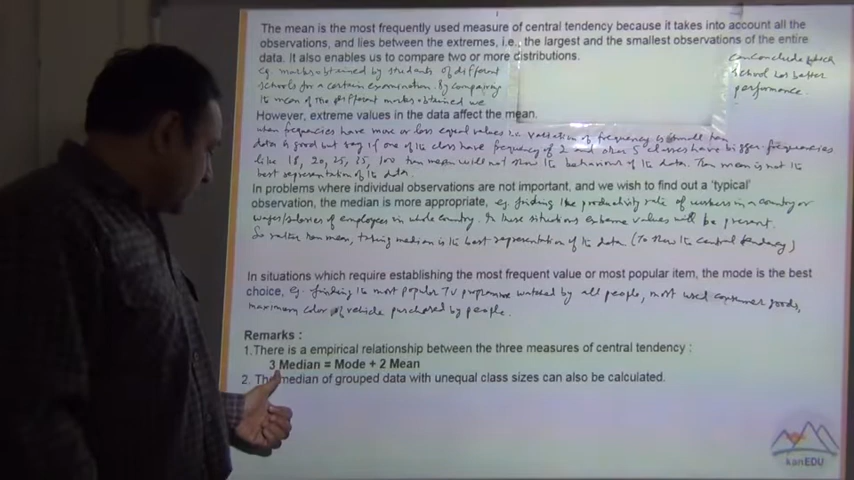 The mean is the most frequently used measure of central tendency because it takes into account all the
observations, and lies between the extremes, i.e., the largest and the smallest observations of the entire
data. It also enables us to compare two or more distributions.
eg. marks obtained by students of different
schools for a certain examination. By comparing
mean of the different marks obtained we
can conclude which
school has better
performance.
However, extreme values in the data affect the mean.
when frequencies have more or less equal values i.e. variation of frequency is small then
data is good but say if one of its class have frequency of 2 and other 5 classes have bigger frequencies
like 18, 20, 25, 25, 100 then mean will not show its behaviour of its data. Then mean is not its
best representation of its data.
In problems where individual observations are not important, and we wish to find out a 'typical'
observation, the median is more appropriate, e.g. finding the productivity rate of workers in a country or
wages/salaries of employees in whole country. In these situations extreme values will be present.
So rather than mean, taking median is its best representation of its data (To show its central tendency)
In situations which require establishing the most frequent value or most popular item, the mode is the best
choice, e.g. finding its most popular TV programme watched by all people, most used consumer goods,
maximum color of vehicle purchased by people.
Remarks :
1.There is a empirical relationship between the three measures of central tendency :
3 Median = Mode + 2 Mean
2. The median of grouped data with unequal class sizes can also be calculated.
kanEDU